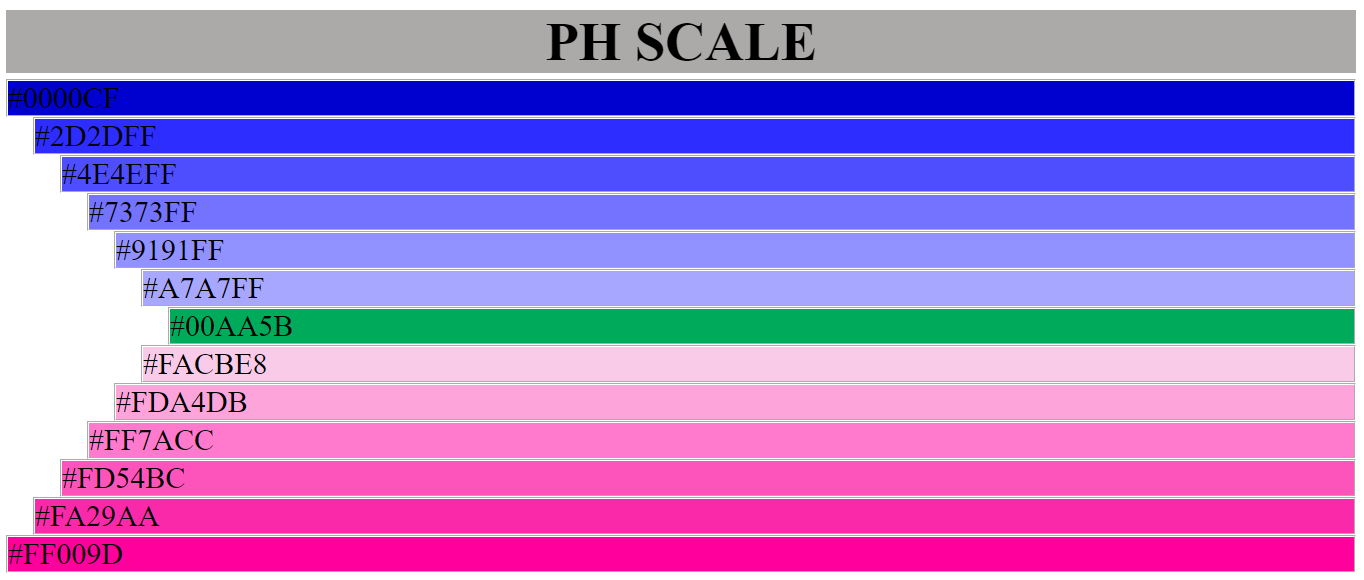 PH SCALE
#0000CF
#2D2DFF
#4E4EFF
#7373FF
#9191FF
#A7A7FF
#00AA5B
#FACBE8
#FDA4DB
#FF7ACC
#FD54BC
#FA29AA
#FF009D